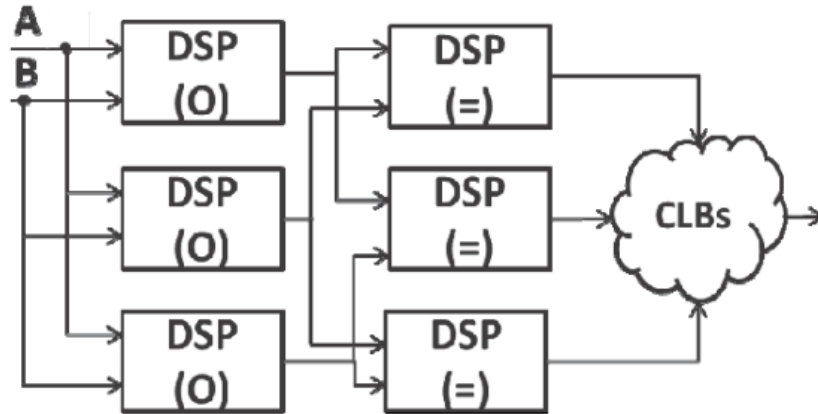 A
B
DSP
(O)
DSP
(=)
DSP
(O)
DSP
(=)
CLBs
DSP
(O)
DSP
(=)